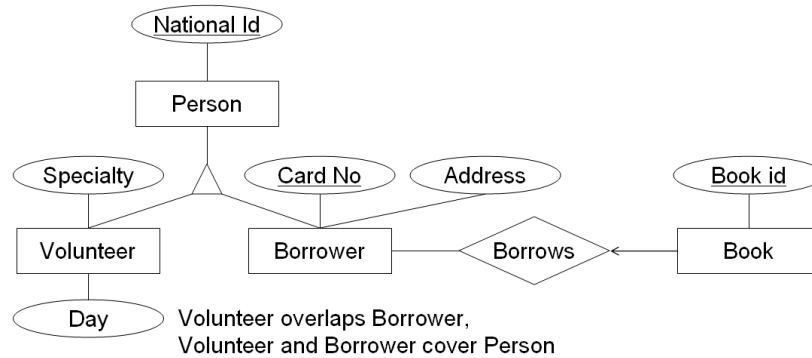 National Id
Person
Specialty
Card No
Address
Book id
Volunteer
Borrower
Borrows
Book
Day
Volunteer overlaps Borrower,
Volunteer and Borrower cover Person